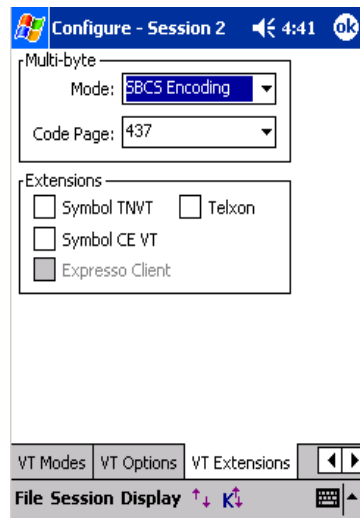 Configure - Session 2 4:41 ok
Multi-byte
Mode: SBCS Encoding
Code Page: 437
Extensions
Symbol TNVT Telxon
Symbol CE VT
Expresso Client
VT Modes VT Options VT Extensions
File Session Display K